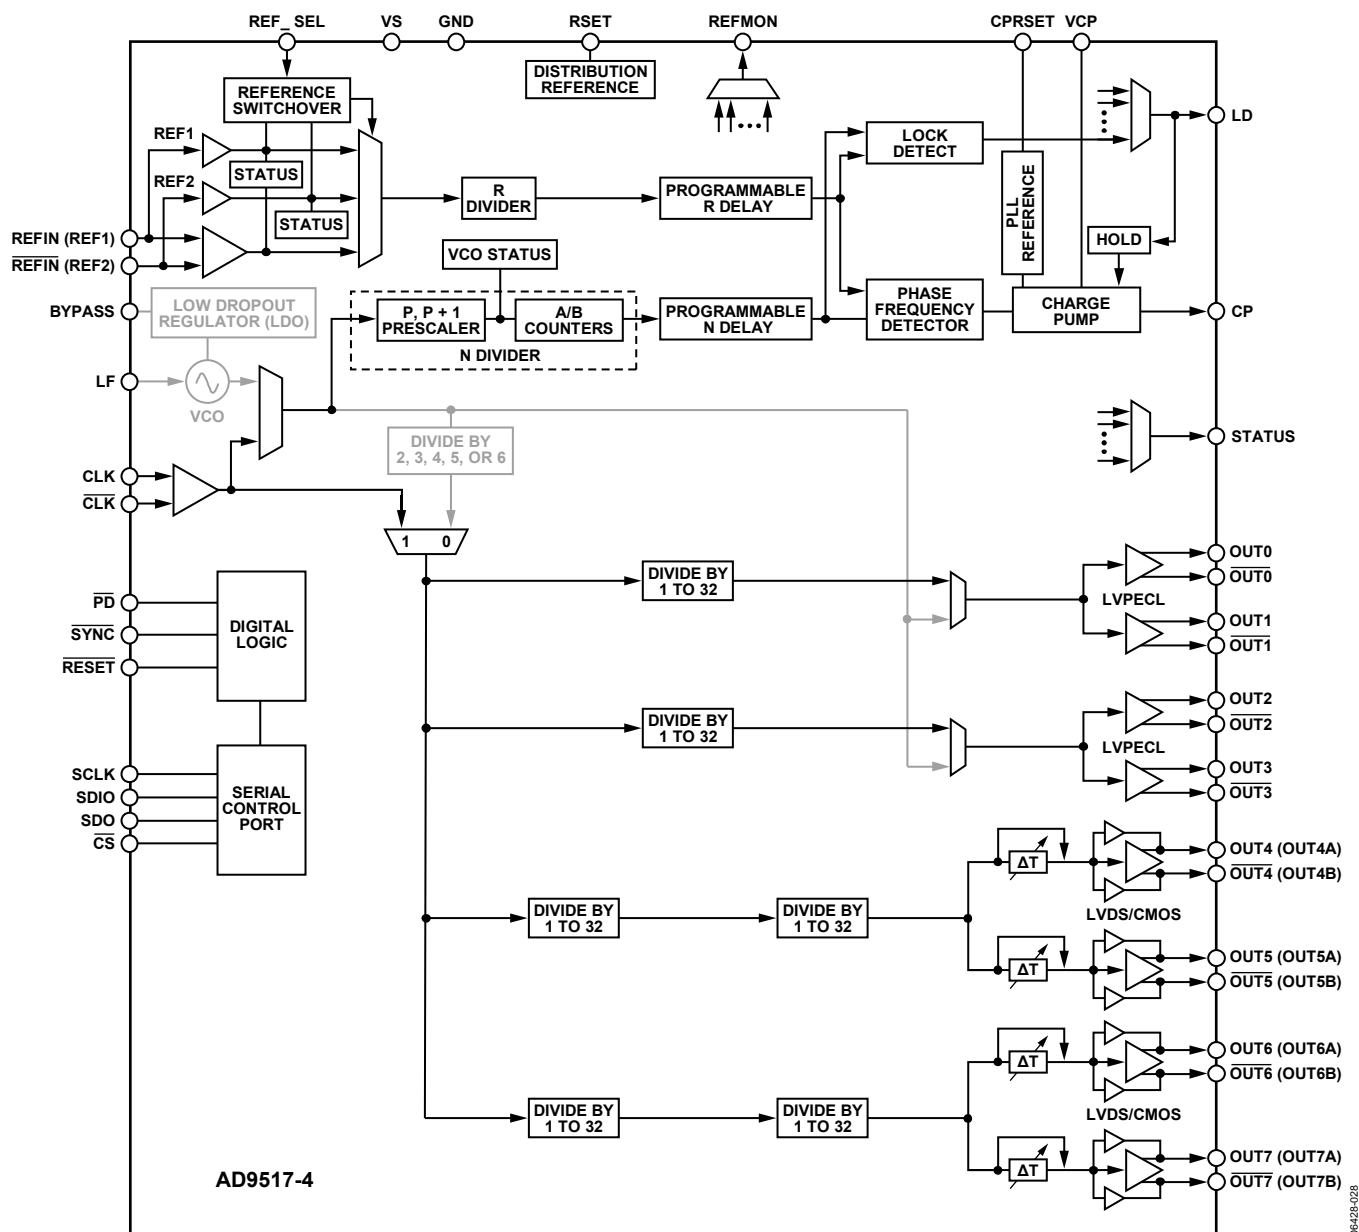 REF_SEL VS GND RSET REFMON CPRSET VCP
DISTRIBUTION
REFERENCE
REFERENCE
SWITCHOVER
REF1
STATUS
REF2
STATUS
REFIN (REF1)
REFIN (REF2)
R
DIVIDER
PROGRAMMABLE
R DELAY
LOCK
DETECT
PLL
REFERENCE
LD
HOLD
VCO STATUS
BYPASS
LOW DROPOUT
REGULATOR (LDO)
P, P + 1
PRESCALER
A/B
COUNTERS
N DIVIDER
PROGRAMMABLE
N DELAY
PHASE
FREQUENCY
DETECTOR
CHARGE
PUMP
CP
LF
VCO
DIVIDE BY
2, 3, 4, 5, OR 6
STATUS
CLK
CLK
1 0
PD
SYNC
RESET
DIGITAL
LOGIC
DIVIDE BY
1 TO 32
LVPECL
OUT0
OUT0
OUT1
OUT1
DIVIDE BY
1 TO 32
LVPECL
OUT2
OUT2
OUT3
OUT3
SCLK
SDIO
SDO
CS
SERIAL
CONTROL
PORT
DIVIDE BY
1 TO 32
DIVIDE BY
1 TO 32
ΔT
OUT4 (OUT4A)
OUT4 (OUT4B)
LVDS/CMOS
ΔT
OUT5 (OUT5A)
OUT5 (OUT5B)
DIVIDE BY
1 TO 32
DIVIDE BY
1 TO 32
ΔT
OUT6 (OUT6A)
OUT6 (OUT6B)
LVDS/CMOS
ΔT
OUT7 (OUT7A)
OUT7 (OUT7B)
AD9517-4
06428-028